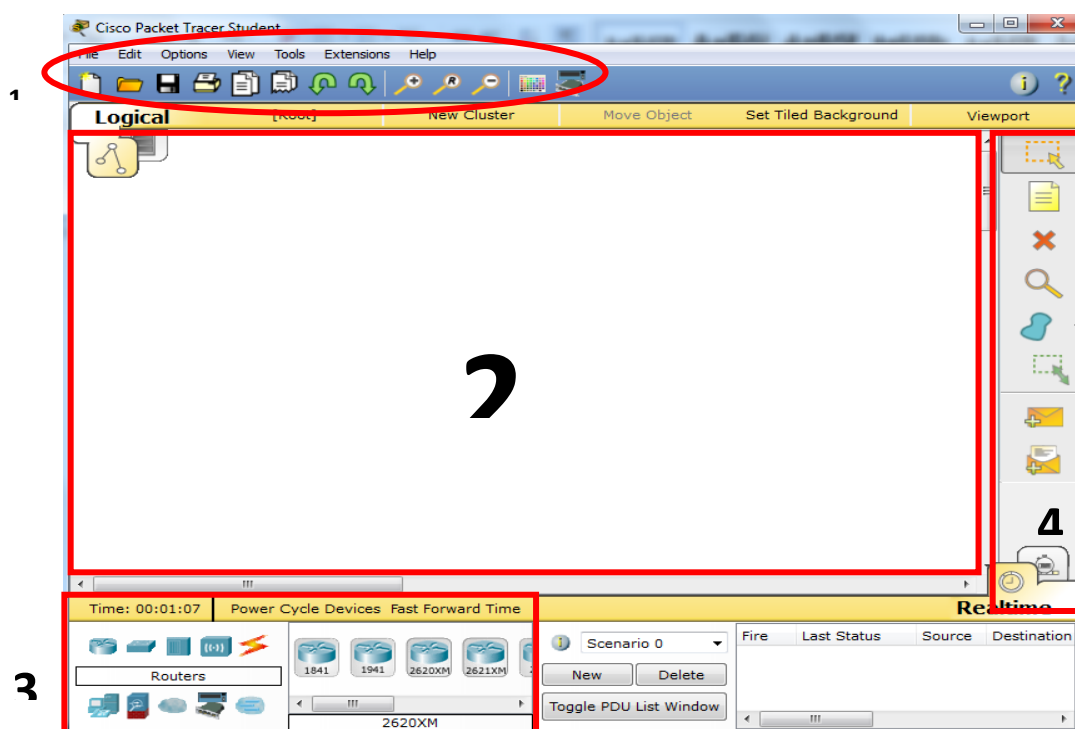 Cisco Packet Tracer Student
File Edit Options View Tools Extensions Help
1
Logical [Root] New Cluster Move Object Set Tiled Background Viewport
2
4
Time: 00:01:07 Power Cycle Devices Fast Forward Time Realtime
3
Routers
1841 1941 2620XM 2621XM
2620XM
Scenario 0
New Delete
Toggle PDU List Window
Fire Last Status Source Destination